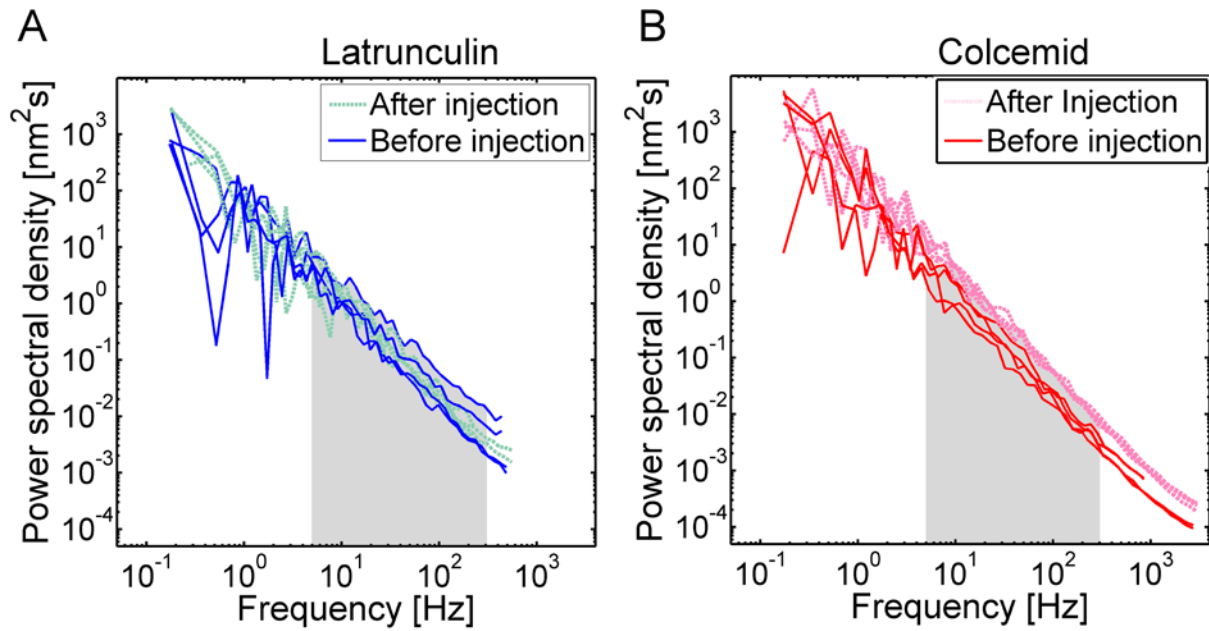 A
Latrunculin
After injection
Before injection
Power spectral density [nm²s]
10³
10²
10¹
10⁰
10⁻¹
10⁻²
10⁻³
10⁻⁴
10⁻¹ 10⁰ 10¹ 10² 10³
Frequency [Hz]
B
Colcemid
After Injection
Before injection
Power spectral density [nm²s]
10³
10²
10¹
10⁰
10⁻¹
10⁻²
10⁻³
10⁻⁴
10⁻¹ 10⁰ 10¹ 10² 10³
Frequency [Hz]